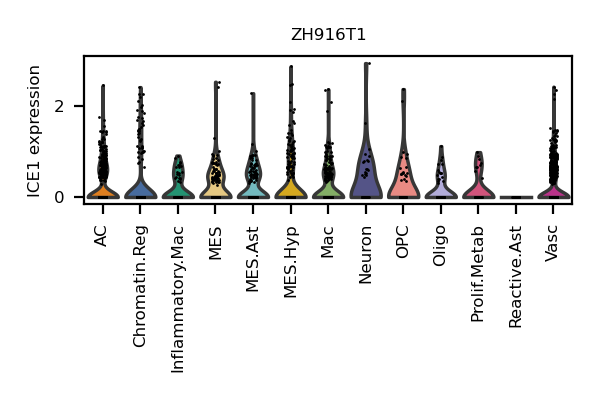 ZH916T1
ICE1 expression
2
0
AC
Chromatin.Reg
Inflammatory.Mac
MES
MES.Ast
MES.Hyp
Mac
Neuron
OPC
Oligo
Prolif.Metab
Reactive.Ast
Vasc